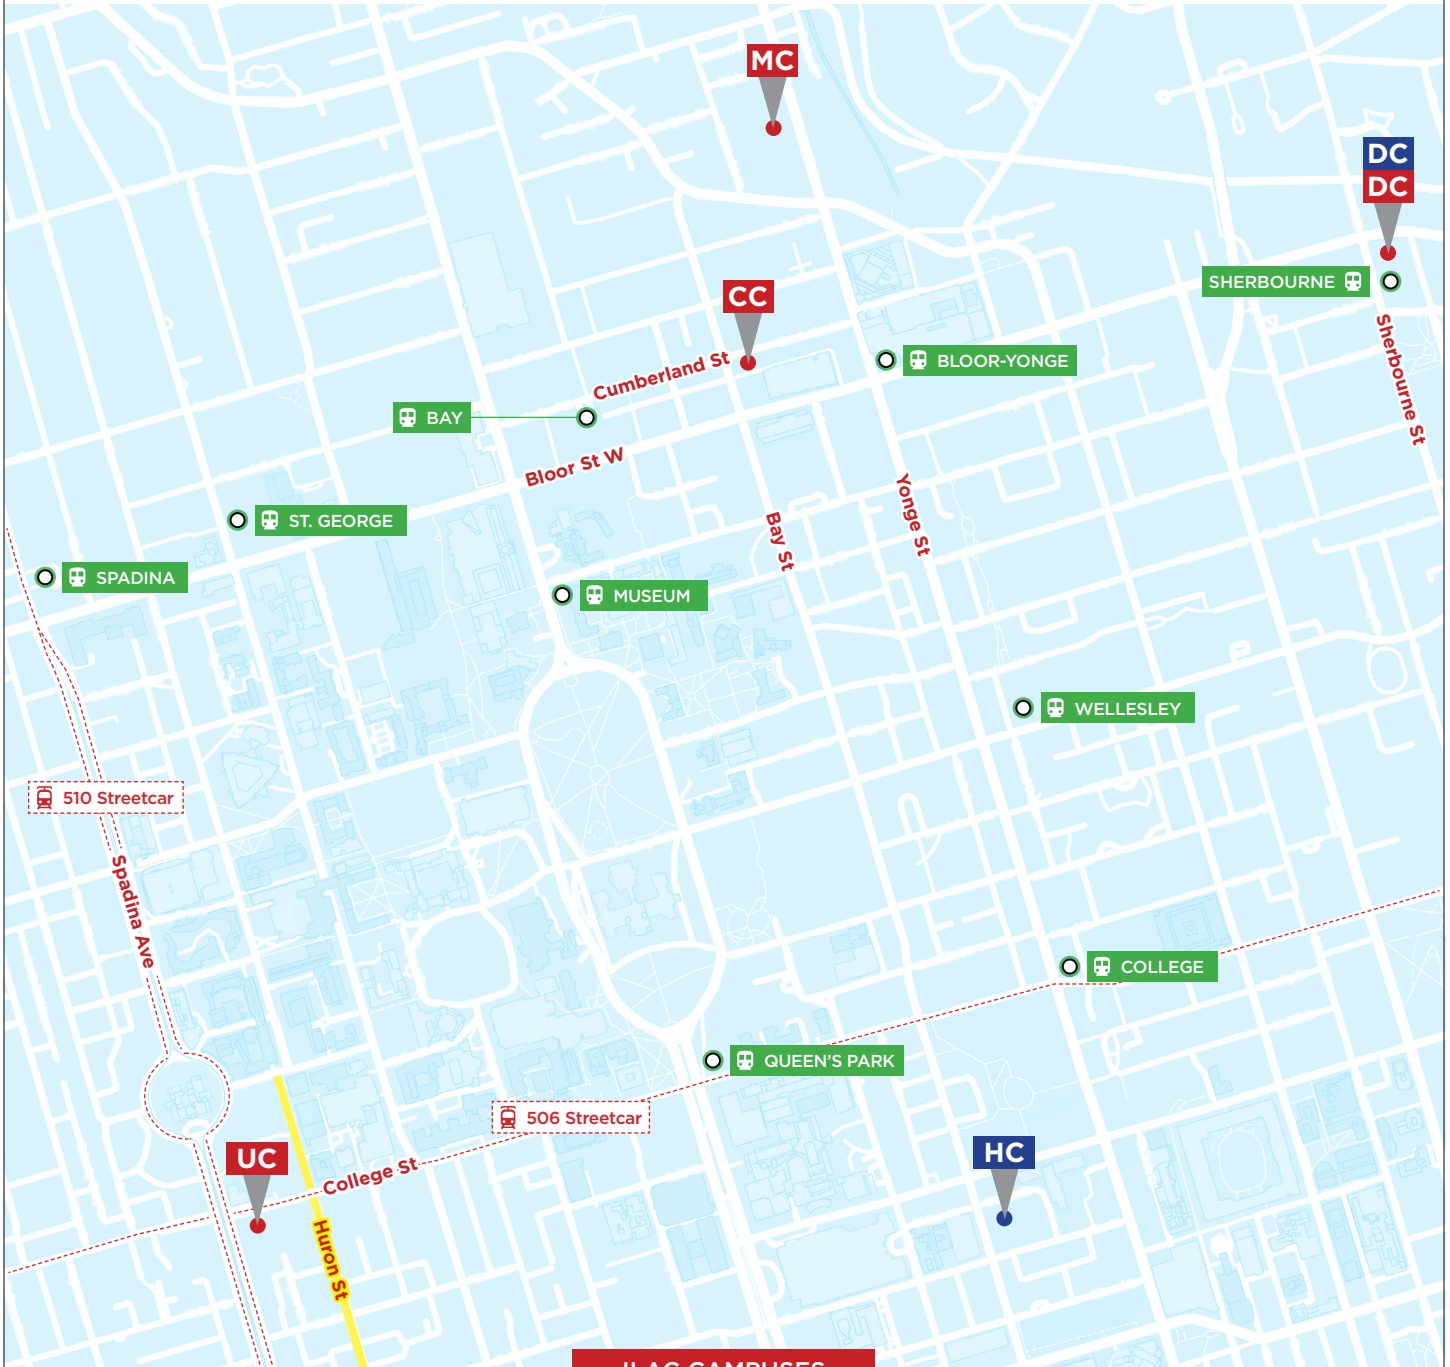 MC
DC
DC
SHERBOURNE
CC
Sherbourne St
BLOOR-YONGE
Cumberland St
BAY
Bloor St W
Yonge St
Bay St
ST. GEORGE
SPADINA
MUSEUM
WELLESLEY
510 Streetcar
Spadina Ave
COLLEGE
QUEEN'S PARK
506 Streetcar
UC
HC
College St
Huron St
ILAC CAMPUSES